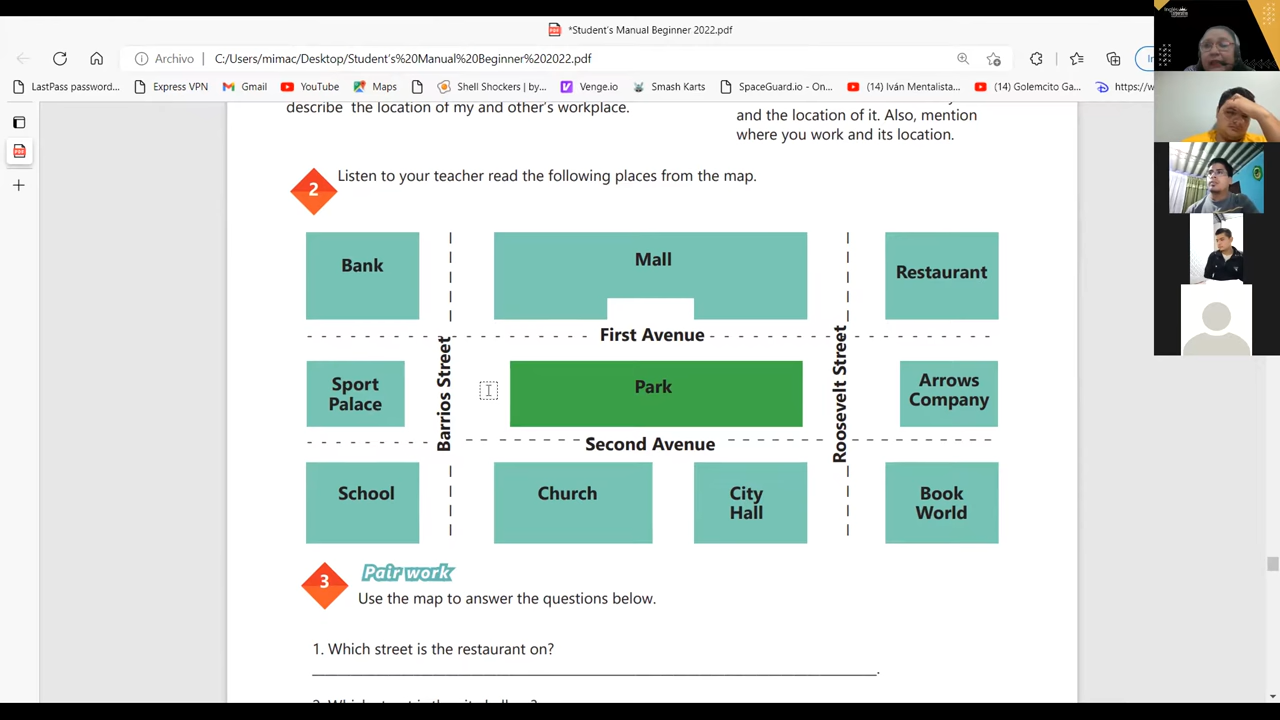 *Student's Manual Beginner 2022.pdf
Archivo
C:/Users/mimac/Desktop/Student's%20Manual%20Beginner%202022.pdf
LastPass password...
Express VPN
Gmail
YouTube
Maps
Shell Shockers | by...
Venge.io
Smash Karts
SpaceGuard.io - On...
(14) Iván Mentalista...
(14) Golemcito Ga...
describe the location of my and other's workplace.
and the location of it. Also, mention
where you work and its location.
2
Listen to your teacher read the following places from the map.
Bank
Mall
Restaurant
First Avenue
Sport
Palace
Barrios Street
Park
Roosevelt Street
Arrows
Company
Second Avenue
School
Church
City
Hall
Book
World
3
Pair work
Use the map to answer the questions below.
1. Which street is the restaurant on?